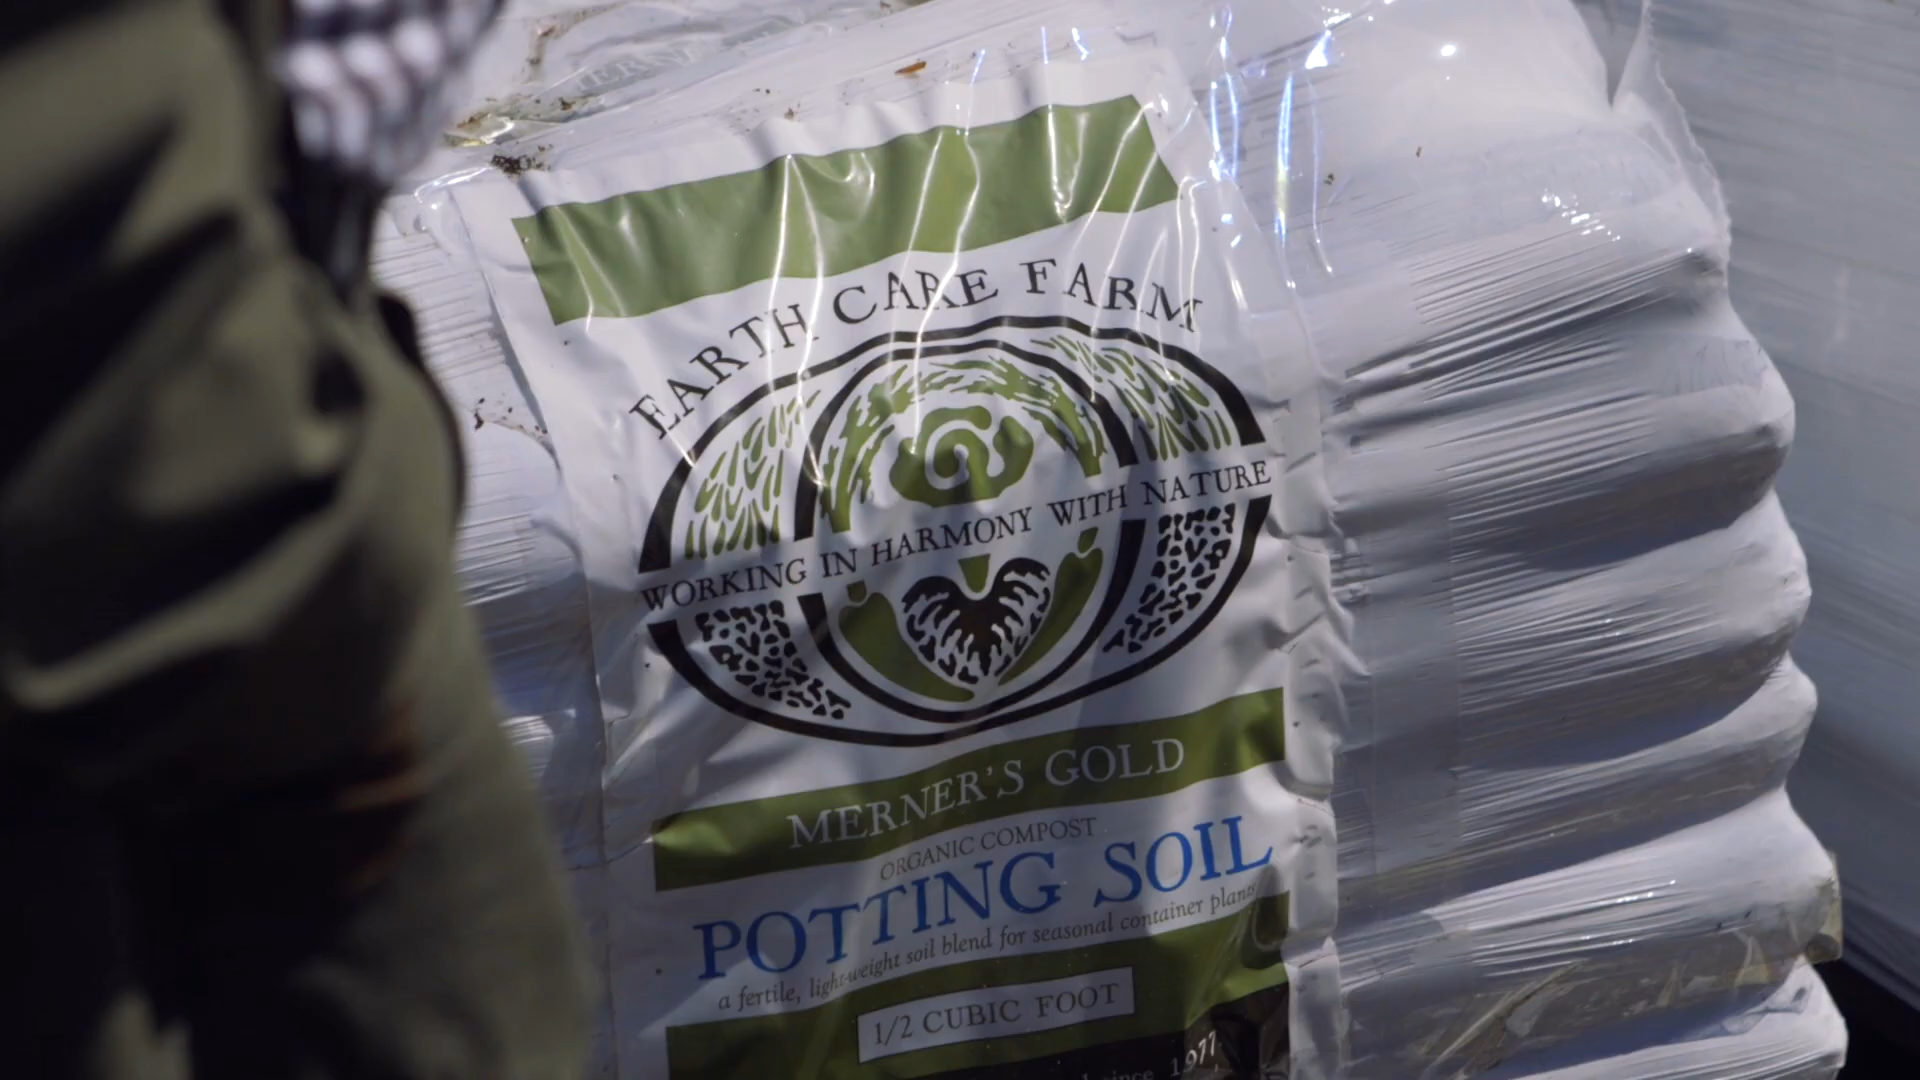 EARTH CARE FARM
WORKING IN HARMONY WITH NATURE
MERNER'S GOLD
ORGANIC COMPOST
POTTING SOIL
a fertile, light-weight soil blend for seasonal container plants
1/2 CUBIC FOOT
since 1977